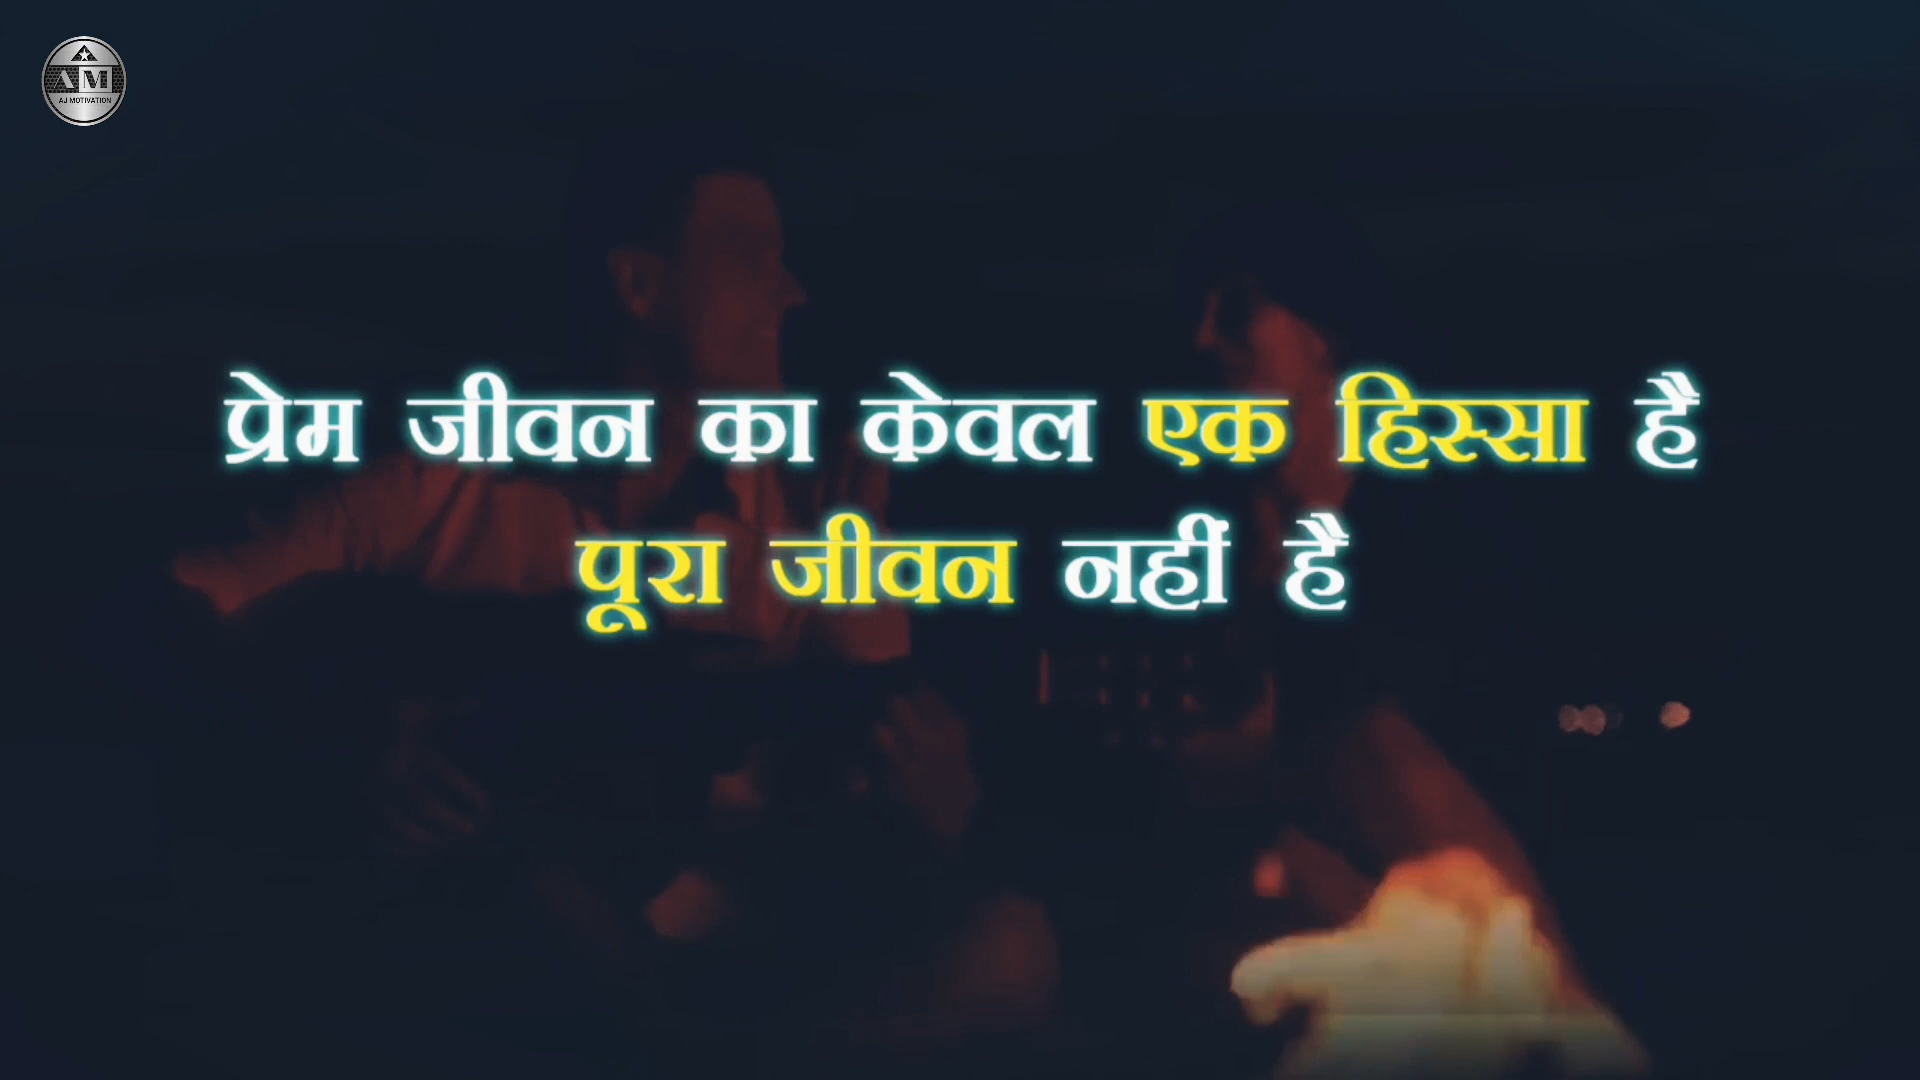 AM
AJ MOTIVATION
प्रेम जीवन का केवल एक हिस्सा है
पूरा जीवन नहीं है